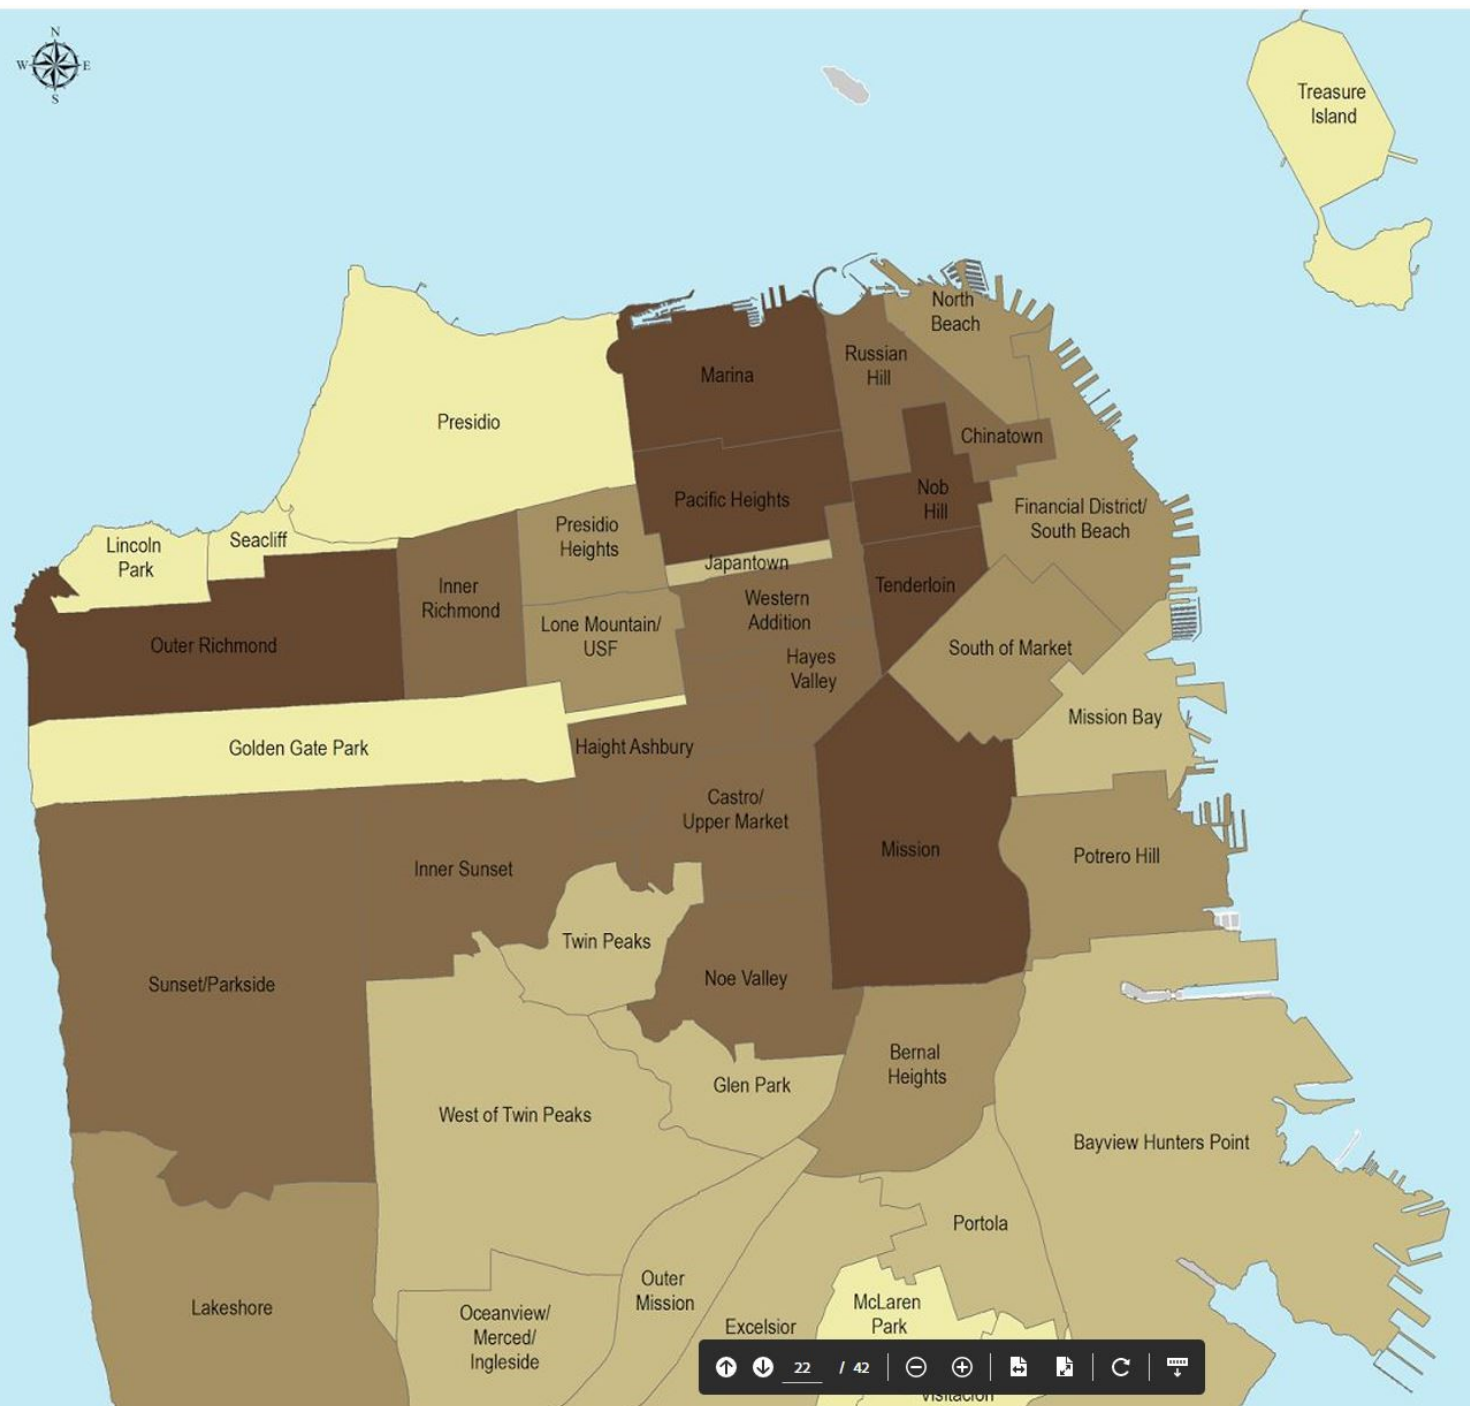 N
W E
S
Treasure
Island
North
Beach
Russian
Hill
Marina
Presidio
Chinatown
Pacific Heights
Nob
Hill
Financial District/
South Beach
Presidio
Heights
Seacliff
Lincoln
Park
Japantown
Inner
Richmond
Tenderloin
Western
Addition
Lone Mountain/
USF
Outer Richmond
South of Market
Hayes
Valley
Mission Bay
Golden Gate Park
Haight Ashbury
Castro/
Upper Market
Mission
Potrero Hill
Inner Sunset
Twin Peaks
Noe Valley
Sunset/Parkside
Bernal
Heights
Glen Park
West of Twin Peaks
Bayview Hunters Point
Portola
Outer
Mission
McLaren
Park
Lakeshore
Oceanview/
Merced/
Ingleside
Excelsior
22 / 42
Visitacion